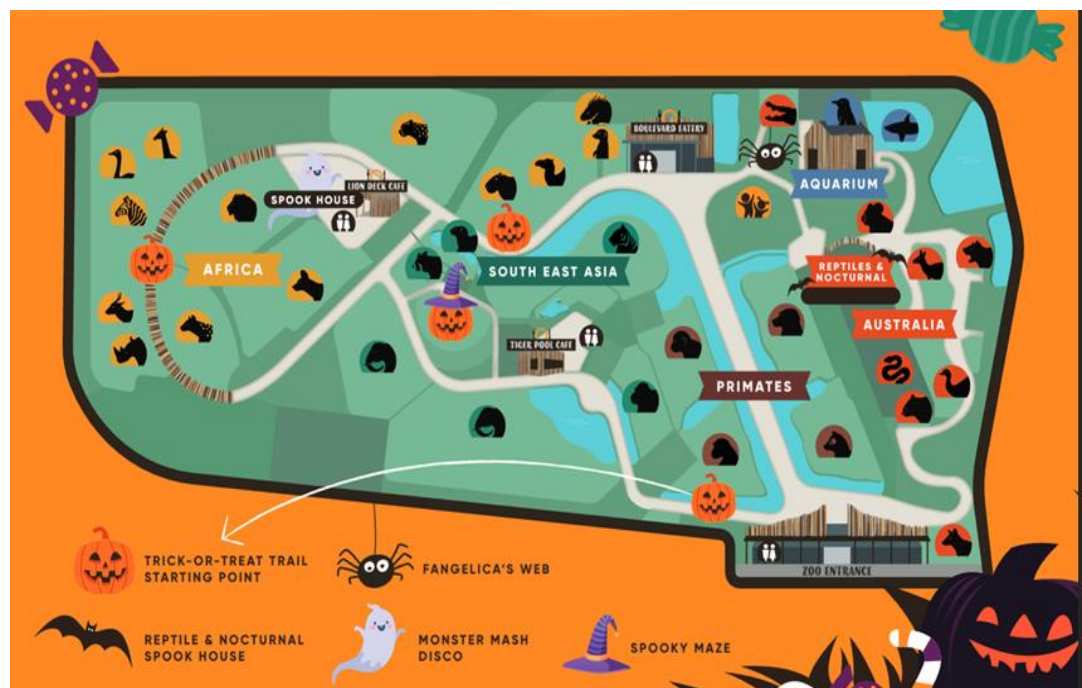 BOULEVARD EATERY
AQUARIUM
LION DECK CAFE
SPOOK HOUSE
AFRICA
SOUTH EAST ASIA
REPTILES &
NOCTURNAL
AUSTRALIA
TIGER POOL CAFE
PRIMATES
ZOO ENTRANCE
TRICK-OR-TREAT TRAIL
STARTING POINT
FANGELICA'S WEB
REPTILE & NOCTURNAL
SPOOK HOUSE
MONSTER MASH
DISCO
SPOOKY MAZE